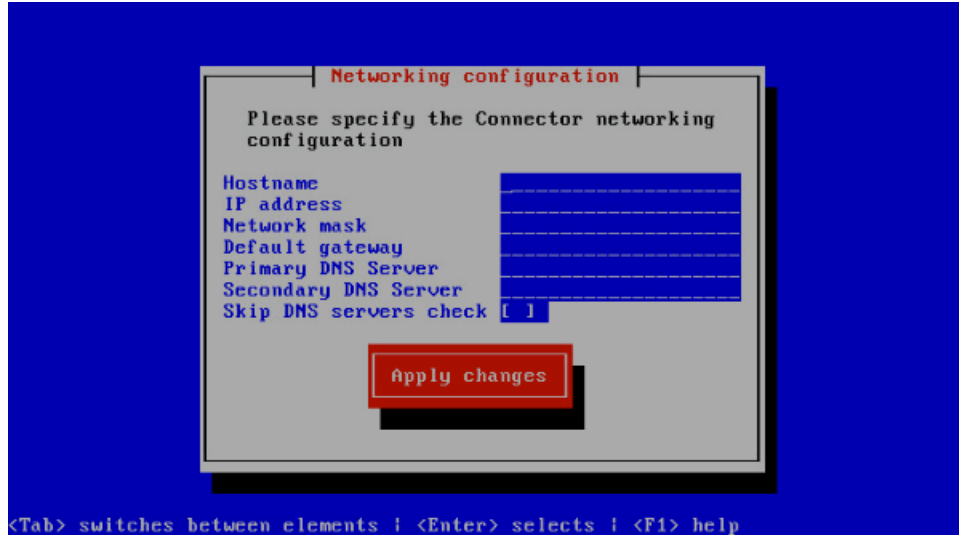 Networking configuration
Please specify the Connector networking
configuration
Hostname
IP address
Network mask
Default gateway
Primary DNS Server
Secondary DNS Server
Skip DNS servers check [ ]
Apply changes
<Tab> switches between elements | <Enter> selects | <F1> help